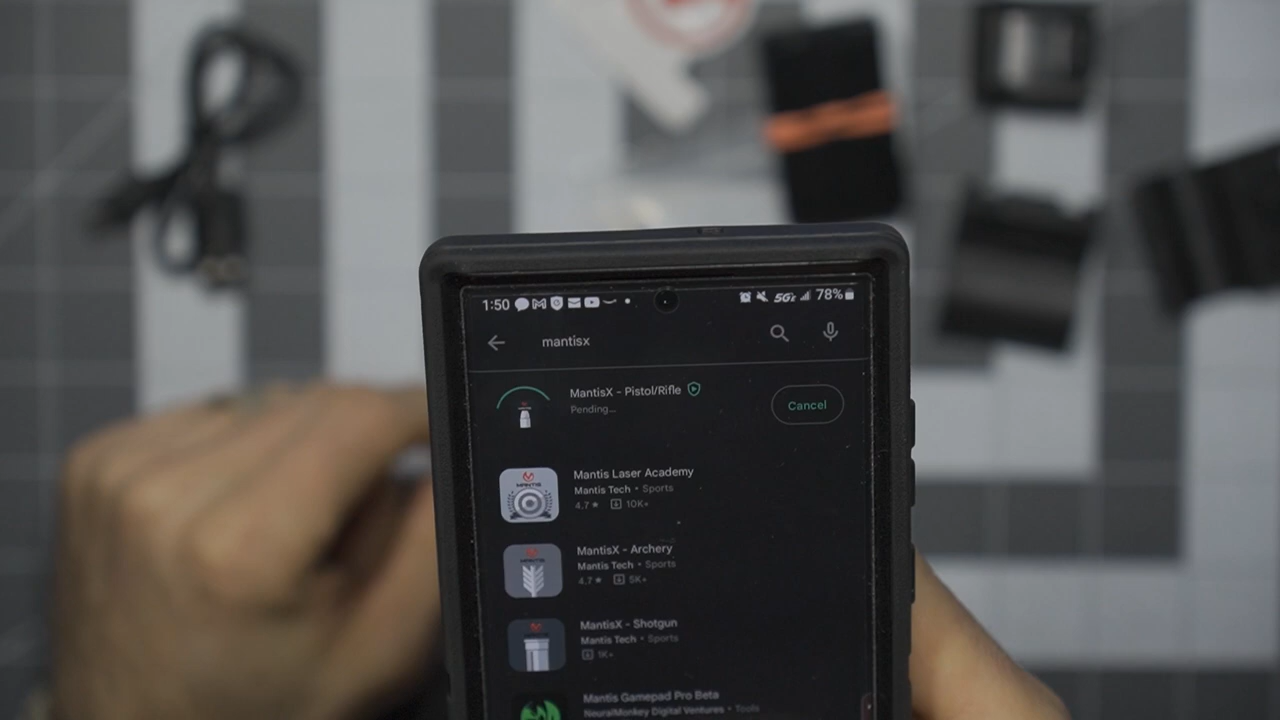 1:50
5G 78%
mantisx
MantisX - Pistol/Rifle
Pending...
Cancel
Mantis Laser Academy
Mantis Tech • Sports
4.7 ★ 10K+
MANTIS
MantisX - Archery
Mantis Tech • Sports
4.7 ★ 5K+
MantisX - Shotgun
Mantis Tech • Sports
1K+
Mantis Gamepad Pro Beta
NeuralMonkey Digital Ventures • Tools